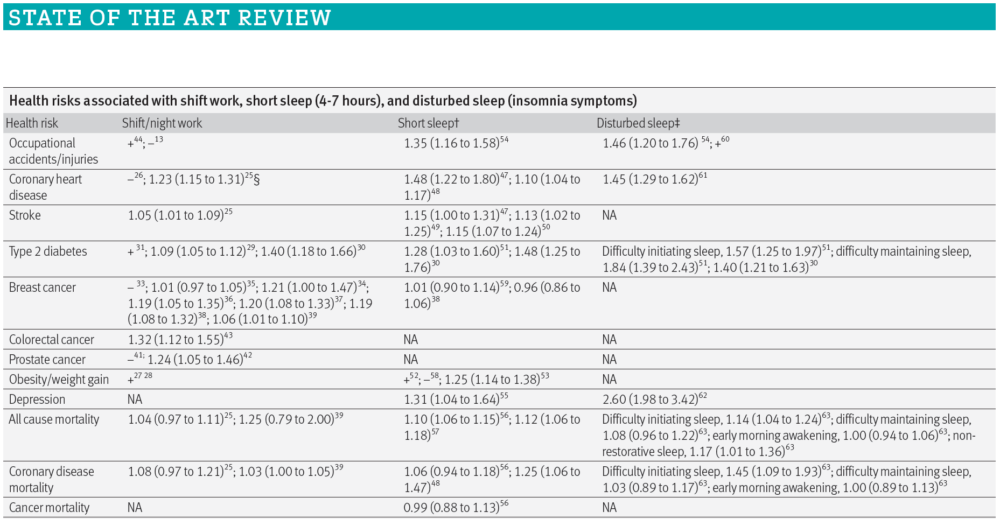 STATE OF THE ART REVIEW
Health risks associated with shift work, short sleep (4-7 hours), and disturbed sleep (insomnia symptoms)
Health risk Shift/night work Short sleep† Disturbed sleep‡
Occupational +44; –13 1.35 (1.16 to 1.58)54 1.46 (1.20 to 1.76) 54; +60
accidents/injuries
Coronary heart –26; 1.23 (1.15 to 1.31)25§ 1.48 (1.22 to 1.80)47; 1.10 (1.04 to 1.45 (1.29 to 1.62)61
disease 1.17)48
Stroke 1.05 (1.01 to 1.09)25 1.15 (1.00 to 1.31)47; 1.13 (1.02 to NA
1.25)49; 1.15 (1.07 to 1.24)50
Type 2 diabetes + 31; 1.09 (1.05 to 1.12)29; 1.40 (1.18 to 1.66)30 1.28 (1.03 to 1.60)51; 1.48 (1.25 to Difficulty initiating sleep, 1.57 (1.25 to 1.97)51; difficulty maintaining sleep,
1.76)30 1.84 (1.39 to 2.43)51; 1.40 (1.21 to 1.63)30
Breast cancer – 33; 1.01 (0.97 to 1.05)35; 1.21 (1.00 to 1.47)34; 1.01 (0.90 to 1.14)59; 0.96 (0.86 to NA
1.19 (1.05 to 1.35)36; 1.20 (1.08 to 1.33)37; 1.19 1.06)38
(1.08 to 1.32)38; 1.06 (1.01 to 1.10)39
Colorectal cancer 1.32 (1.12 to 1.55)43 NA NA
Prostate cancer –41; 1.24 (1.05 to 1.46)42 NA NA
Obesity/weight gain +27 28 +52; –58; 1.25 (1.14 to 1.38)53 NA
Depression NA 1.31 (1.04 to 1.64)55 2.60 (1.98 to 3.42)62
All cause mortality 1.04 (0.97 to 1.11)25; 1.25 (0.79 to 2.00)39 1.10 (1.06 to 1.15)56; 1.12 (1.06 to Difficulty initiating sleep, 1.14 (1.04 to 1.24)63; difficulty maintaining sleep,
1.18)57 1.08 (0.96 to 1.22)63; early morning awakening, 1.00 (0.94 to 1.06)63; non-
restorative sleep, 1.17 (1.01 to 1.36)63
Coronary disease 1.08 (0.97 to 1.21)25; 1.03 (1.00 to 1.05)39 1.06 (0.94 to 1.18)56; 1.25 (1.06 to Difficulty initiating sleep, 1.45 (1.09 to 1.93)63; difficulty maintaining sleep,
mortality 1.47)48 1.03 (0.89 to 1.17)63; early morning awakening, 1.00 (0.89 to 1.13)63
Cancer mortality NA 0.99 (0.88 to 1.13)56 NA